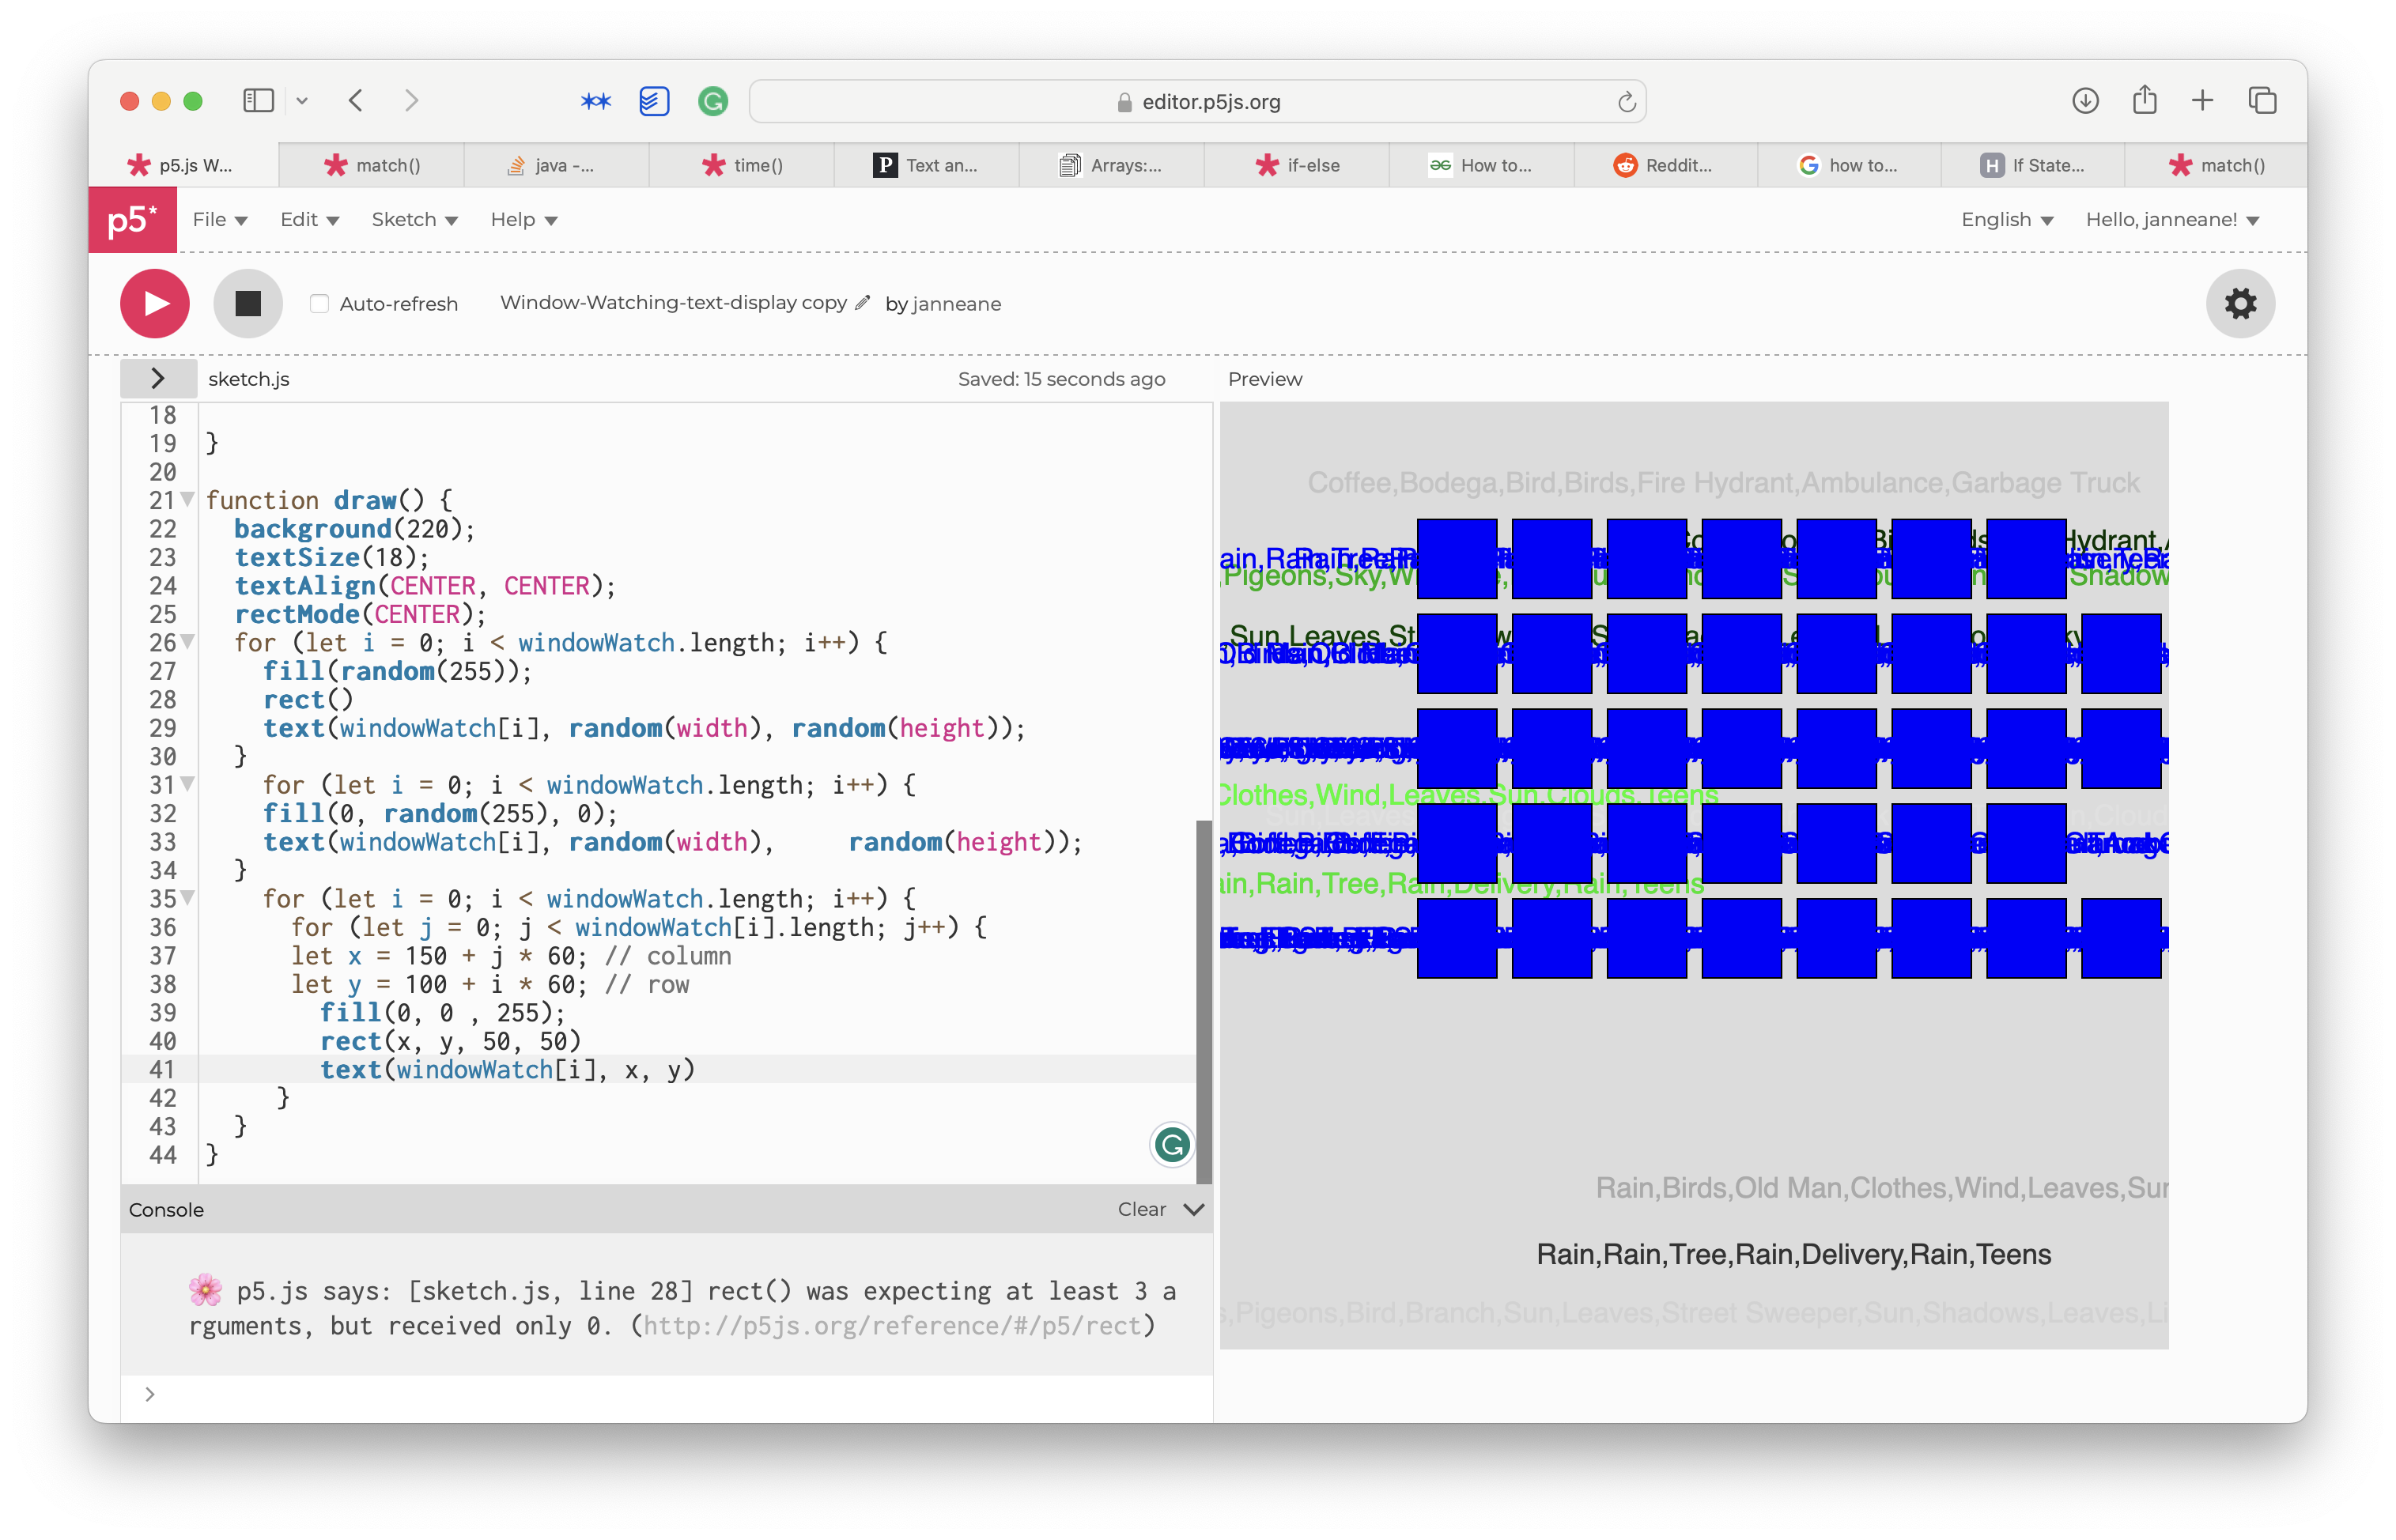 editor.p5js.org
p5.js W...
match()
java -...
time()
P
Text an...
Arrays:...
if-else
How to...
Reddit...
how to...
H
If State...
match()
p5*
File
Edit
Sketch
Help
English
Hello, janneane!
Auto-refresh
Window-Watching-text-display copy
by janneane
sketch.js
Saved: 15 seconds ago
Preview
18
19 }
20
21 function draw() {
22 background(220);
23 textSize(18);
24 textAlign(CENTER, CENTER);
25 rectMode(CENTER);
26 for (let i = 0; i < windowWatch.length; i++) {
27 fill(random(255));
28 rect()
29 text(windowWatch[i], random(width), random(height));
30 }
31 for (let i = 0; i < windowWatch.length; i++) {
32 fill(0, random(255), 0);
33 text(windowWatch[i], random(width), random(height));
34 }
35 for (let i = 0; i < windowWatch.length; i++) {
36 for (let j = 0; j < windowWatch[i].length; j++) {
37 let x = 150 + j * 60; // column
38 let y = 100 + i * 60; // row
39 fill(0, 0 , 255);
40 rect(x, y, 50, 50)
41 text(windowWatch[i], x, y)
42 }
43 }
44 }
Console
Clear
p5.js says: [sketch.js, line 28] rect() was expecting at least 3 a
rguments, but received only 0. (http://p5js.org/reference/#/p5/rect)
>
Coffee,Bodega,Bird,Birds,Fire Hydrant,Ambulance,Garbage Truck
Hydrant
,Pigeons,Sky,
Shadow
Sun,Leaves,St
Clothes,Wind,Leaves,Sun,Clouds,Teens
ain,Rain,Tree,Rain,Delivery,Rain,Teens
Rain,Birds,Old Man,Clothes,Wind,Leaves,Sun
Rain,Rain,Tree,Rain,Delivery,Rain,Teens
s,Pigeons,Bird,Branch,Sun,Leaves,Street Sweeper,Sun,Shadows,Leaves,Li